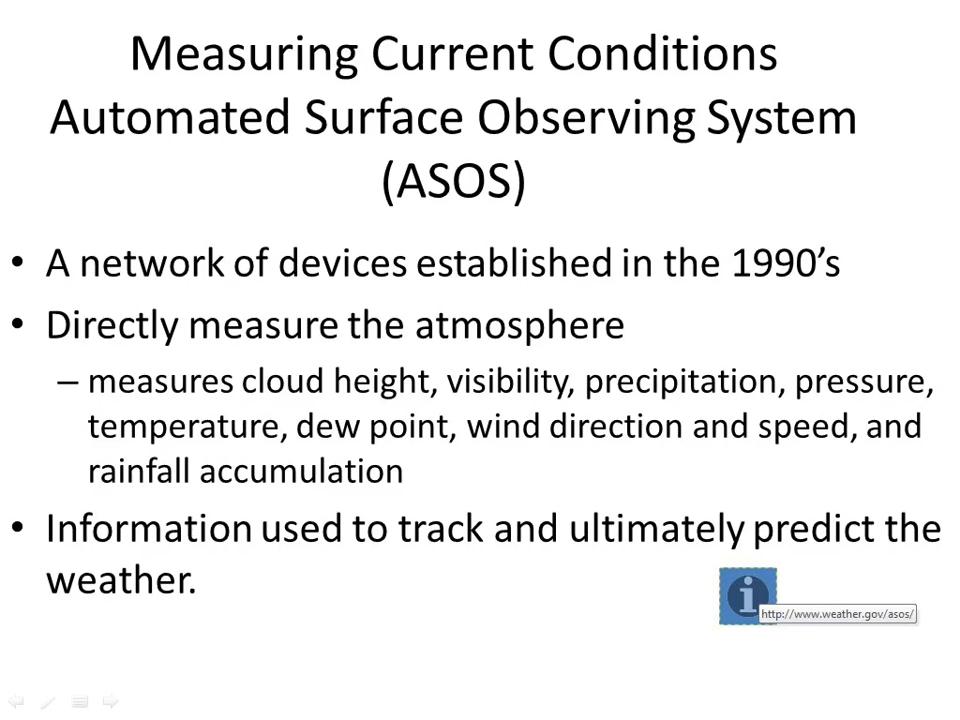 Measuring Current Conditions
Automated Surface Observing System
(ASOS)
• A network of devices established in the 1990’s
• Directly measure the atmosphere
– measures cloud height, visibility, precipitation, pressure,
temperature, dew point, wind direction and speed, and
rainfall accumulation
• Information used to track and ultimately predict the
weather.
i
http://www.weather.gov/asos/